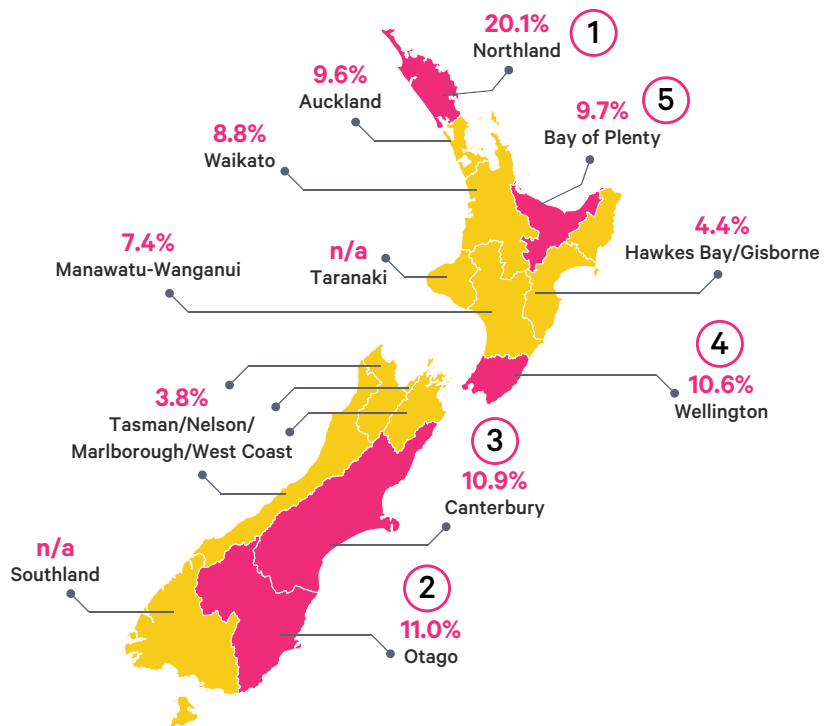 20.1%
Northland
1
9.6%
Auckland
9.7%
Bay of Plenty
5
8.8%
Waikato
7.4%
Manawatu-Wanganui
n/a
Taranaki
4.4%
Hawkes Bay/Gisborne
4
10.6%
Wellington
3.8%
Tasman/Nelson/
Marlborough/West Coast
3
10.9%
Canterbury
n/a
Southland
2
11.0%
Otago